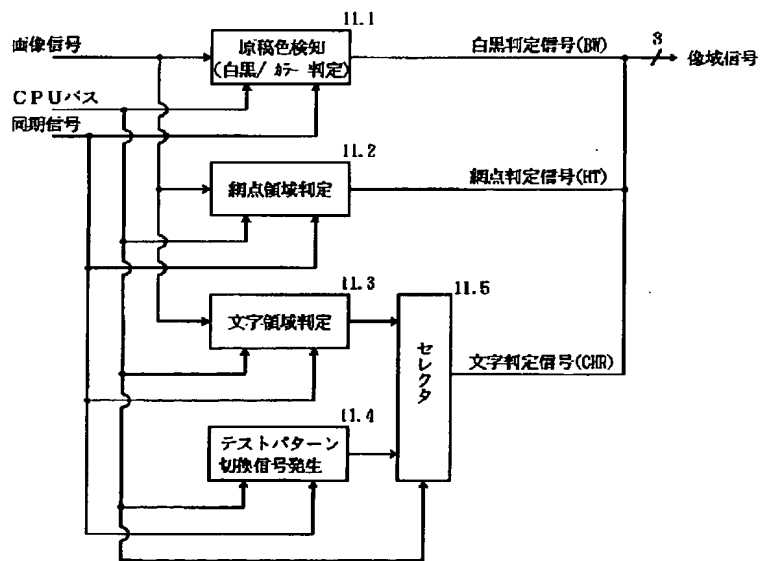 11.1
画像信号
原稿色検知
(白黒/カラー 判定)
白黒判定信号(BW)
3
像域信号
CPUバス
同期信号
11.2
網点領域判定
網点判定信号(HT)
11.3
文字領域判定
11.5
セレクタ
文字判定信号(CHR)
11.4
テストパターン
切換信号発生